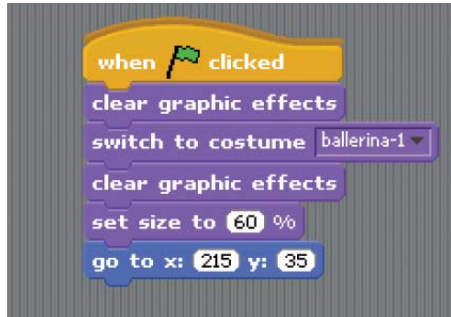 when clicked
clear graphic effects
switch to costume ballerina-1
clear graphic effects
set size to 60 %
go to x: 215 y: 35